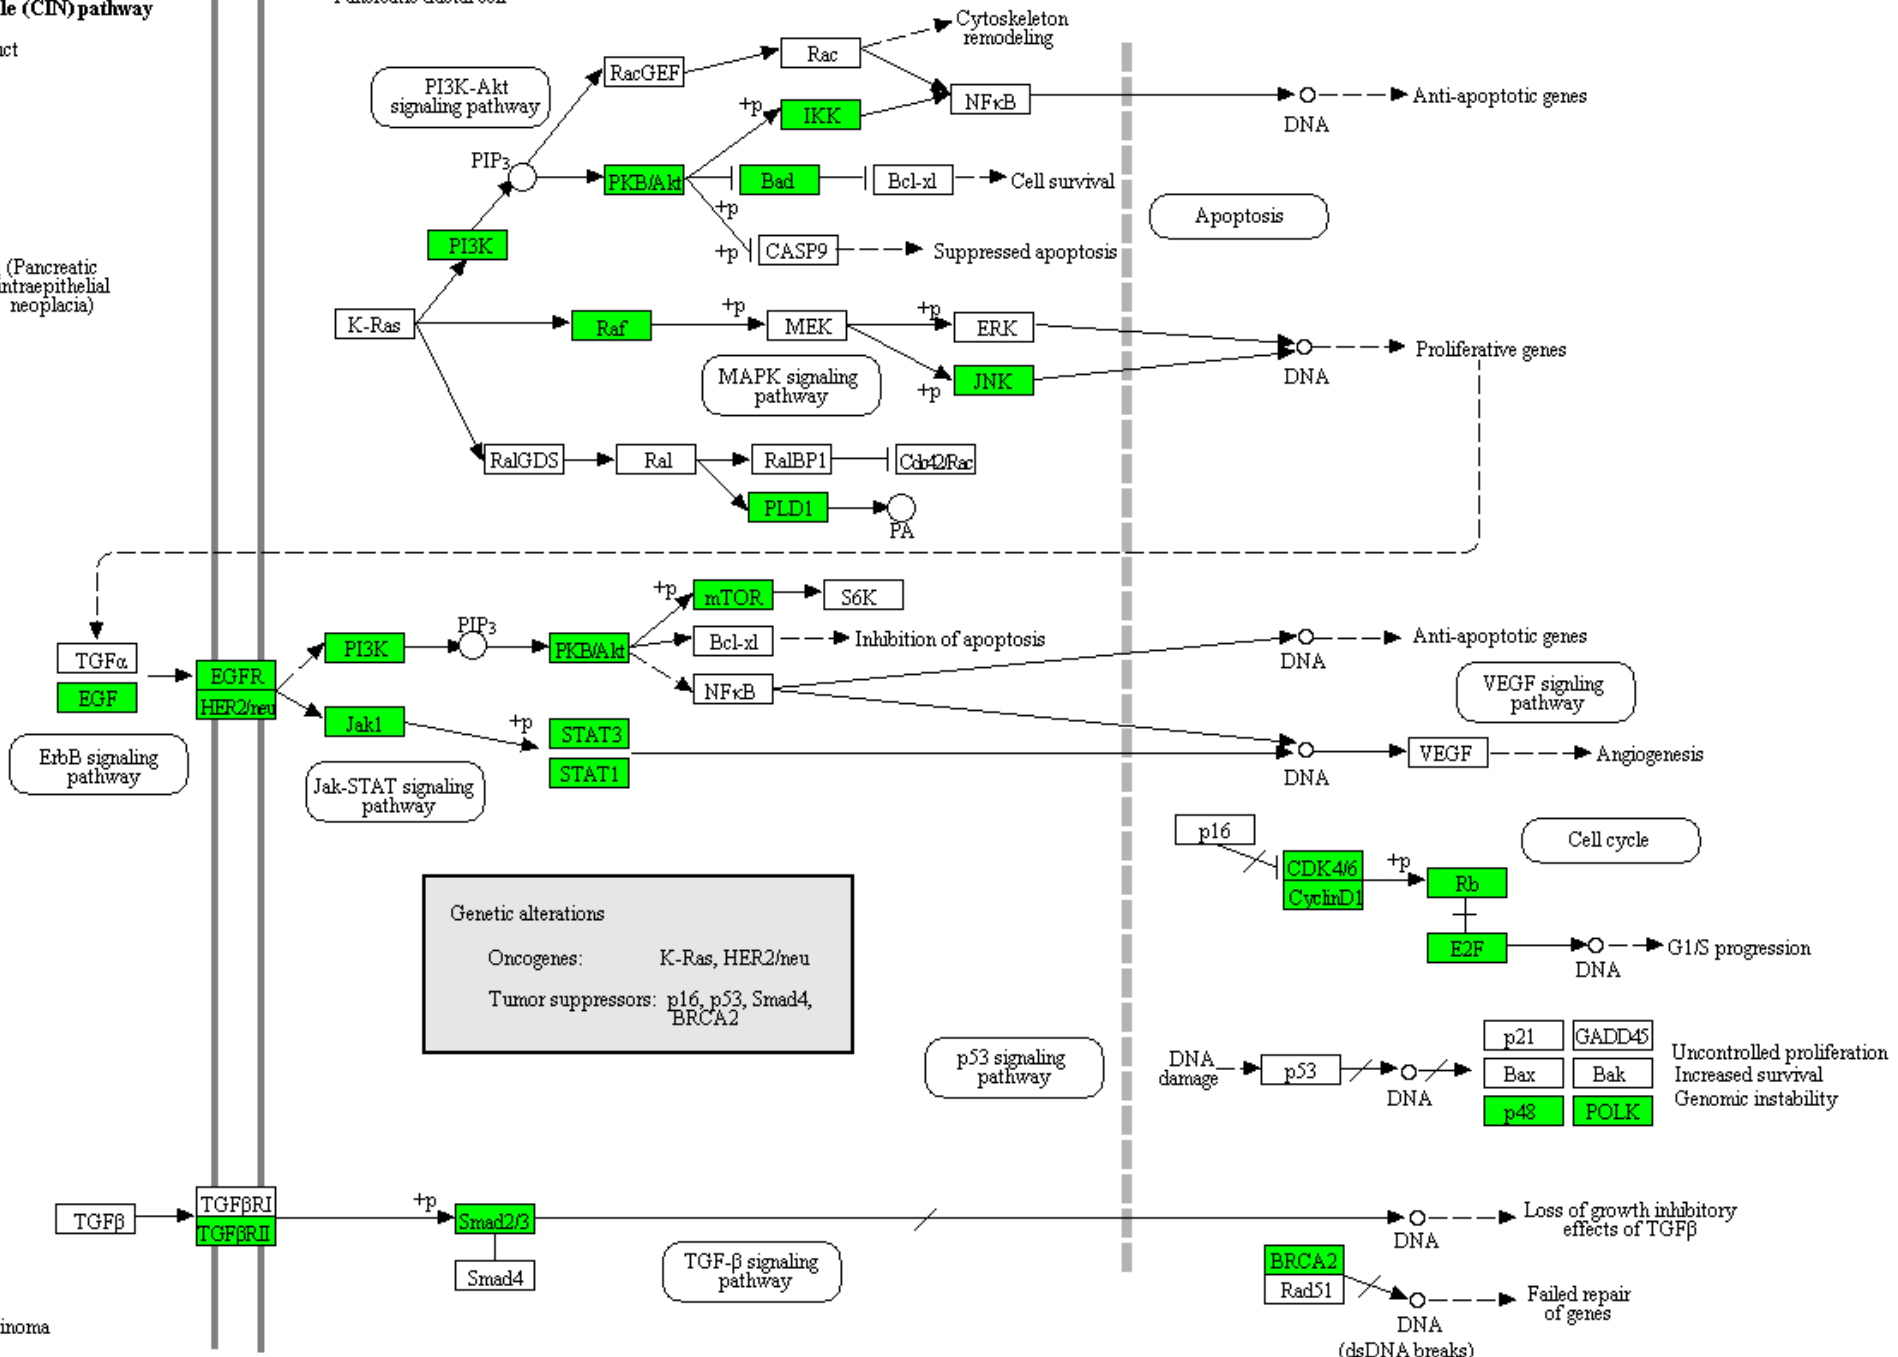 le (CIN) pathway
Cytoskeleton
remodeling
Rac
RacGEF
PI3K-Akt
signaling pathway
+p
IKK
NFκB
DNA
Anti-apoptotic genes
PIP3
PKB/Akt
Bad
Bcl-xl
Cell survival
+p
+p
CASP9
Suppressed apoptosis
Apoptosis
PI3K
(Pancreatic
intraepithelial
neoplacia)
K-Ras
Raf
+p
MEK
+p
ERK
DNA
Proliferative genes
MAPK signaling
pathway
+p
JNK
RalGDS
Ral
RalBP1
Cdc42/Rac
PLD1
PA
+p
mTOR
S6K
TGFα
EGF
EGFR
HER2/neu
PI3K
PIP3
PKB/Akt
Bcl-xl
Inhibition of apoptosis
NFκB
DNA
Anti-apoptotic genes
VEGF signling
pathway
Jak1
+p
STAT3
STAT1
DNA
VEGF
Angiogenesis
ErbB signaling
pathway
Jak-STAT signaling
pathway
p16
CDK4/6
CyclinD1
+p
Rb
Cell cycle
E2F
DNA
G1/S progression
Genetic alterations
Oncogenes: K-Ras, HER2/neu
Tumor suppressors: p16, p53, Smad4,
BRCA2
p53 signaling
pathway
DNA
damage
p53
DNA
p21
GADD45
Bax
Bak
p48
POLK
Uncontrolled proliferation
Increased survival
Genomic instability
TGFβ
TGFβRI
TGFβRII
+p
Smad2/3
Smad4
TGF-β signaling
pathway
DNA
Loss of growth inhibitory
effects of TGFβ
BRCA2
Rad51
DNA
(dsDNA breaks)
Failed repair
of genes
inoma